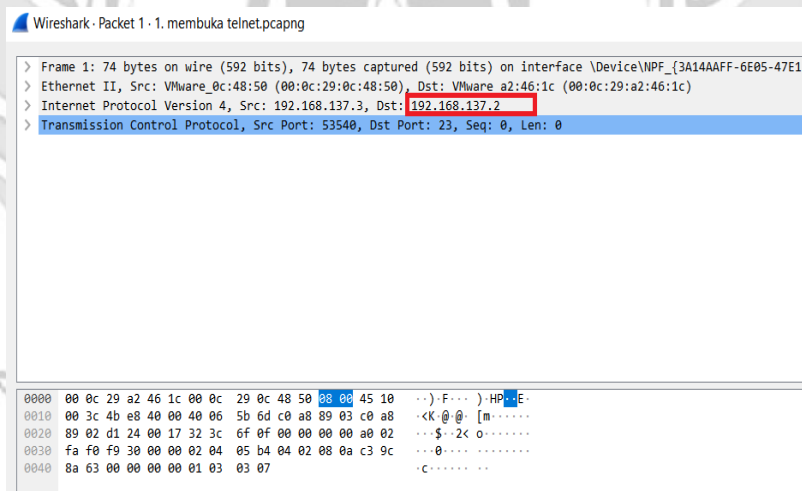 Wireshark · Packet 1 · 1. membuka telnet.pcapng
> Frame 1: 74 bytes on wire (592 bits), 74 bytes captured (592 bits) on interface \Device\NPF_{3A14AAFF-6E05-47E1
> Ethernet II, Src: VMware_0c:48:50 (00:0c:29:0c:48:50), Dst: VMware_a2:46:1c (00:0c:29:a2:46:1c)
> Internet Protocol Version 4, Src: 192.168.137.3, Dst: 192.168.137.2
> Transmission Control Protocol, Src Port: 53540, Dst Port: 23, Seq: 0, Len: 0
0000 00 0c 29 a2 46 1c 00 0c 29 0c 48 50 08 00 45 10 ··)·F··· )·HP··E·
0010 00 3c 4b e8 40 00 40 06 5b 6d c0 a8 89 03 c0 a8 ·<K·@·@· [m······
0020 89 02 d1 24 00 17 32 3c 6f 0f 00 00 00 00 a0 02 ···$··2< o·······
0030 fa f0 f9 30 00 00 02 04 05 b4 04 02 08 0a c3 9c ···0···· ········
0040 8a 63 00 00 00 00 01 03 03 07 ·c······ ··